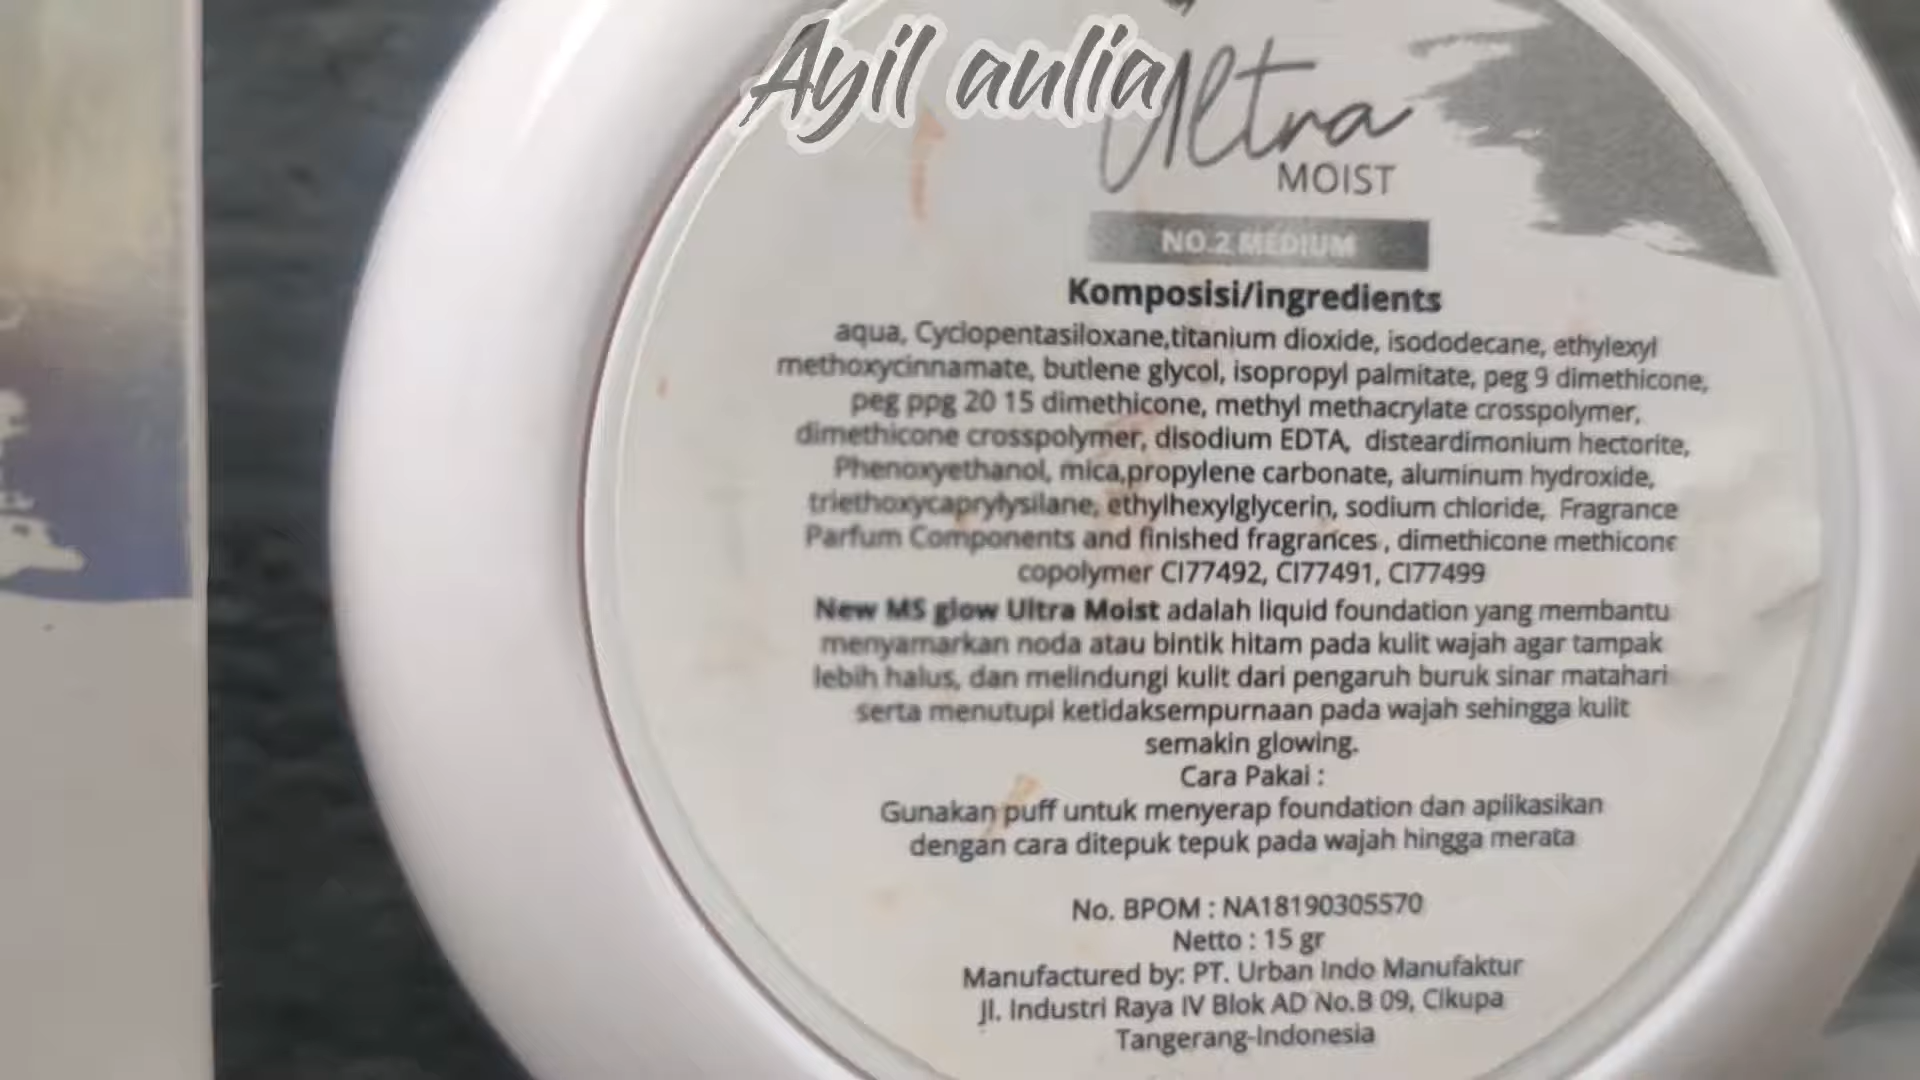 Ayil aulia
Ultra
MOIST
NO.2 MEDIUM
Komposisi/ingredients
aqua, Cyclopentasiloxane,titanium dioxide, isododecane, ethylexyl
methoxycinnamate, butlene glycol, isopropyl palmitate, peg 9 dimethicone,
peg ppg 20 15 dimethicone, methyl methacrylate crosspolymer,
dimethicone crosspolymer, disodium EDTA, disteardimonium hectorite,
Phenoxyethanol, mica,propylene carbonate, aluminum hydroxide,
triethoxycaprylysilane, ethylhexylglycerin, sodium chloride, Fragrance
Parfum Components and finished fragrances , dimethicone methicone
copolymer CI77492, CI77491, CI77499
New MS glow Ultra Moist adalah liquid foundation yang membantu
menyamarkan noda atau bintik hitam pada kulit wajah agar tampak
lebih halus, dan melindungi kulit dari pengaruh buruk sinar matahari
serta menutupi ketidaksempurnaan pada wajah sehingga kulit
semakin glowing.
Cara Pakai :
Gunakan puff untuk menyerap foundation dan aplikasikan
dengan cara ditepuk tepuk pada wajah hingga merata
No. BPOM : NA18190305570
Netto : 15 gr
Manufactured by: PT. Urban Indo Manufaktur
Jl. Industri Raya IV Blok AD No.B 09, Cikupa
Tangerang-Indonesia